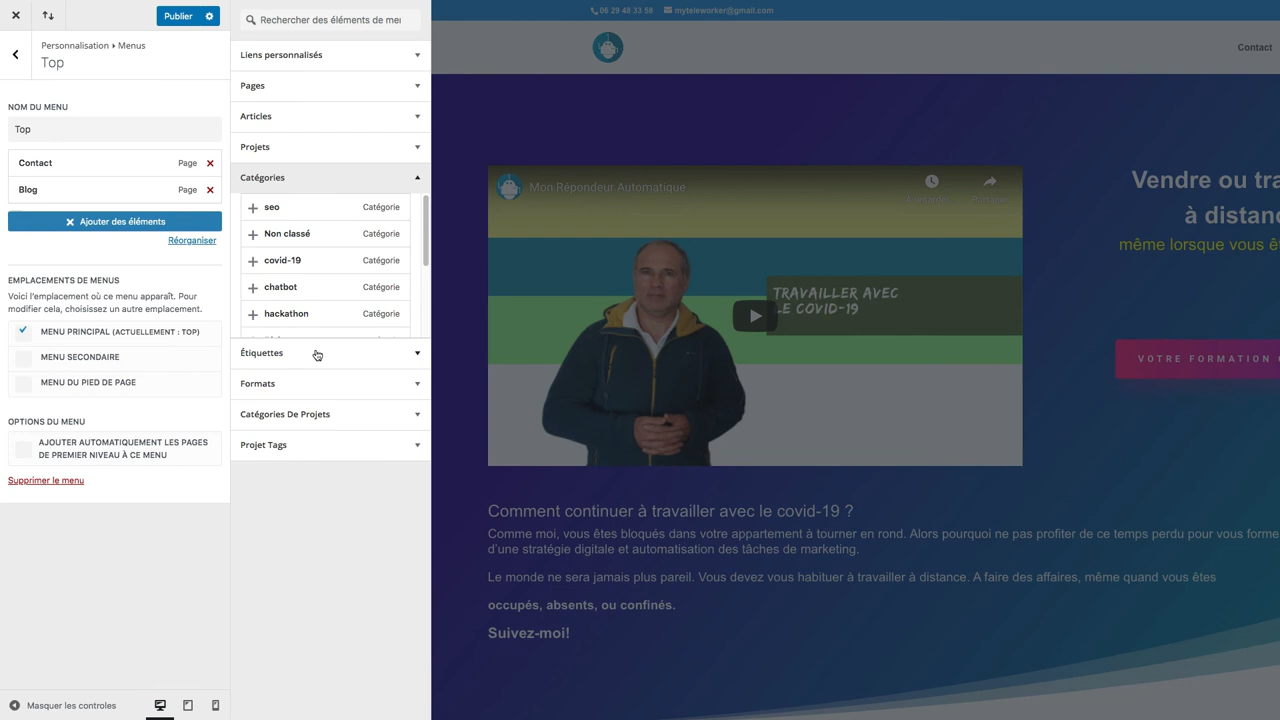 Publier
Personnalisation ▸ Menus
Top
NOM DU MENU
Top
Contact Page
Blog Page
Ajouter des éléments
Réorganiser
EMPLACEMENTS DE MENUS
Voici l'emplacement où ce menu apparaît. Pour
modifier cela, choisissez un autre emplacement.
MENU PRINCIPAL (ACTUELLEMENT : TOP)
MENU SECONDAIRE
MENU DU PIED DE PAGE
OPTIONS DU MENU
AJOUTER AUTOMATIQUEMENT LES PAGES
DE PREMIER NIVEAU À CE MENU
Supprimer le menu
Masquer les controles
Rechercher des éléments de
Liens personnalisés
Pages
Articles
Projets
Catégories
seo Catégorie
Non classé Catégorie
covid-19 Catégorie
chatbot Catégorie
hackathon Catégorie
Étiquettes
Formats
Catégories De Projets
Projet Tags
06 29 48 33 58 myteleworker@gmail.com
Contact
Mon Répondeur Automatique
Partager
TRAVAILLER AVEC
LE COVID-19
Vendre ou
à
même lorsque vous
VOTRE FORMATION
Comment continuer à travailler avec le covid-19 ?
Comme moi, vous êtes bloqués dans votre appartement à tourner en rond. Alors pourquoi ne pas profiter de ce temps perdu pour vous
d'une stratégie digitale et automatisation des tâches de marketing.
Le monde ne sera jamais plus pareil. Vous devez vous habituer à travailler à distance. A faire des affaires, même quand vous êtes
occupés, absents, ou confinés.
Suivez-moi!